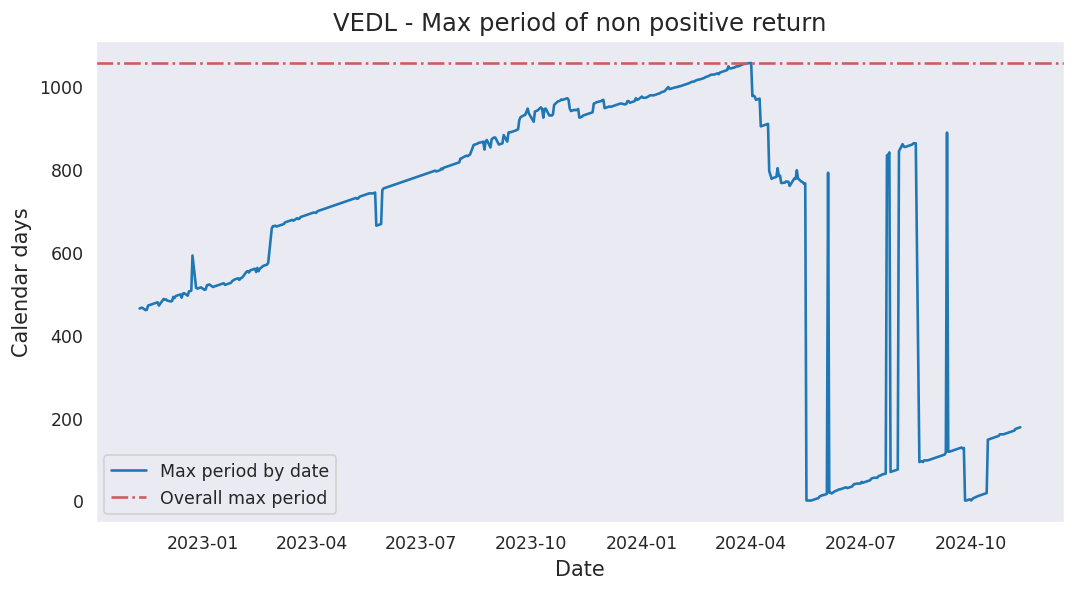 VEDL - Max period of non positive return
Calendar days
1000
800
600
400
200
0
Max period by date
Overall max period
2023-01 2023-04 2023-07 2023-10 2024-01 2024-04 2024-07 2024-10
Date